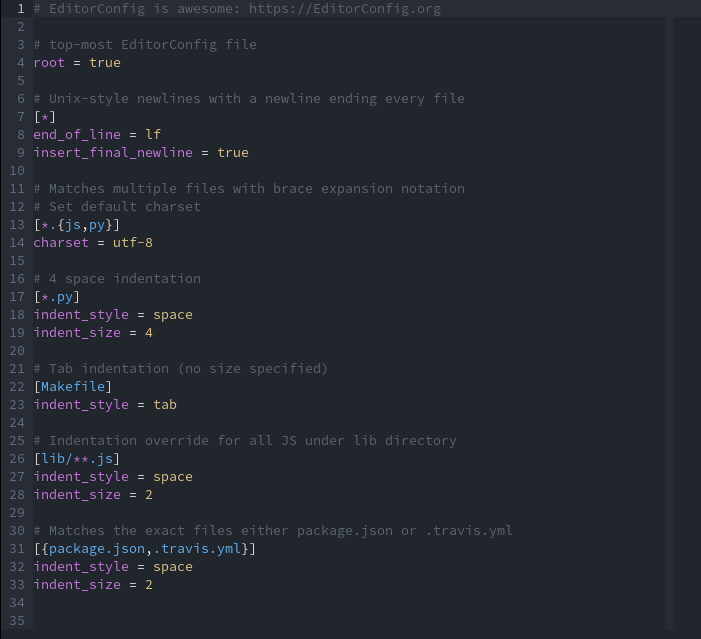 1 # EditorConfig is awesome: https://EditorConfig.org
2
3 # top-most EditorConfig file
4 root = true
5
6 # Unix-style newlines with a newline ending every file
7 [*]
8 end_of_line = lf
9 insert_final_newline = true
10
11 # Matches multiple files with brace expansion notation
12 # Set default charset
13 [*.{js,py}]
14 charset = utf-8
15
16 # 4 space indentation
17 [*.py]
18 indent_style = space
19 indent_size = 4
20
21 # Tab indentation (no size specified)
22 [Makefile]
23 indent_style = tab
24
25 # Indentation override for all JS under lib directory
26 [lib/**.js]
27 indent_style = space
28 indent_size = 2
29
30 # Matches the exact files either package.json or .travis.yml
31 [{package.json,.travis.yml}]
32 indent_style = space
33 indent_size = 2
34
35